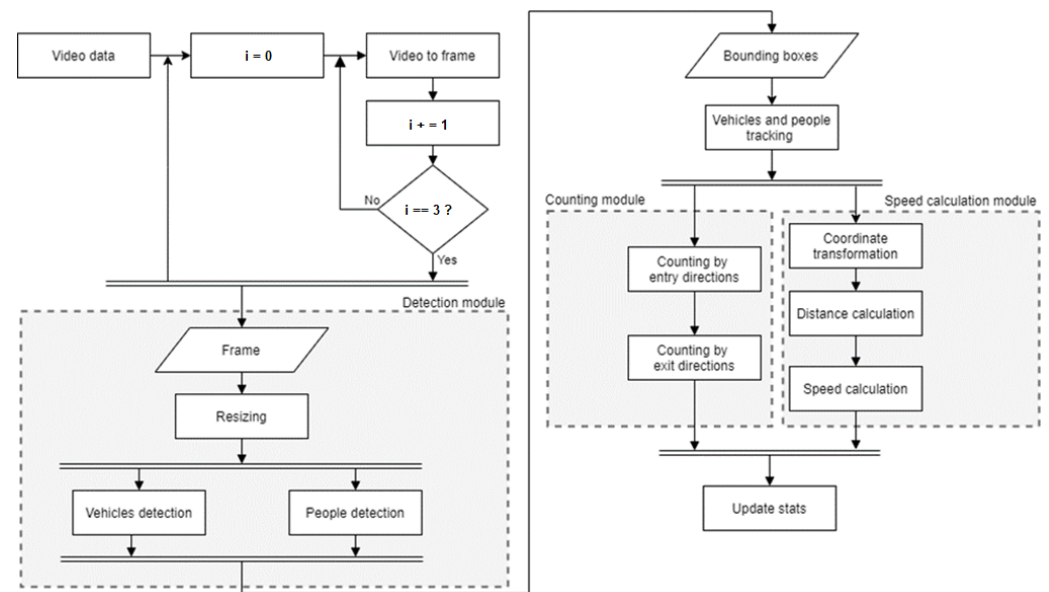 Video data
i = 0
Video to frame
i + = 1
i == 3 ?
No
Yes
Detection module
Frame
Resizing
Vehicles detection
People detection
Bounding boxes
Vehicles and people
tracking
Counting module
Counting by
entry directions
Counting by
exit directions
Speed calculation module
Coordinate
transformation
Distance calculation
Speed calculation
Update stats